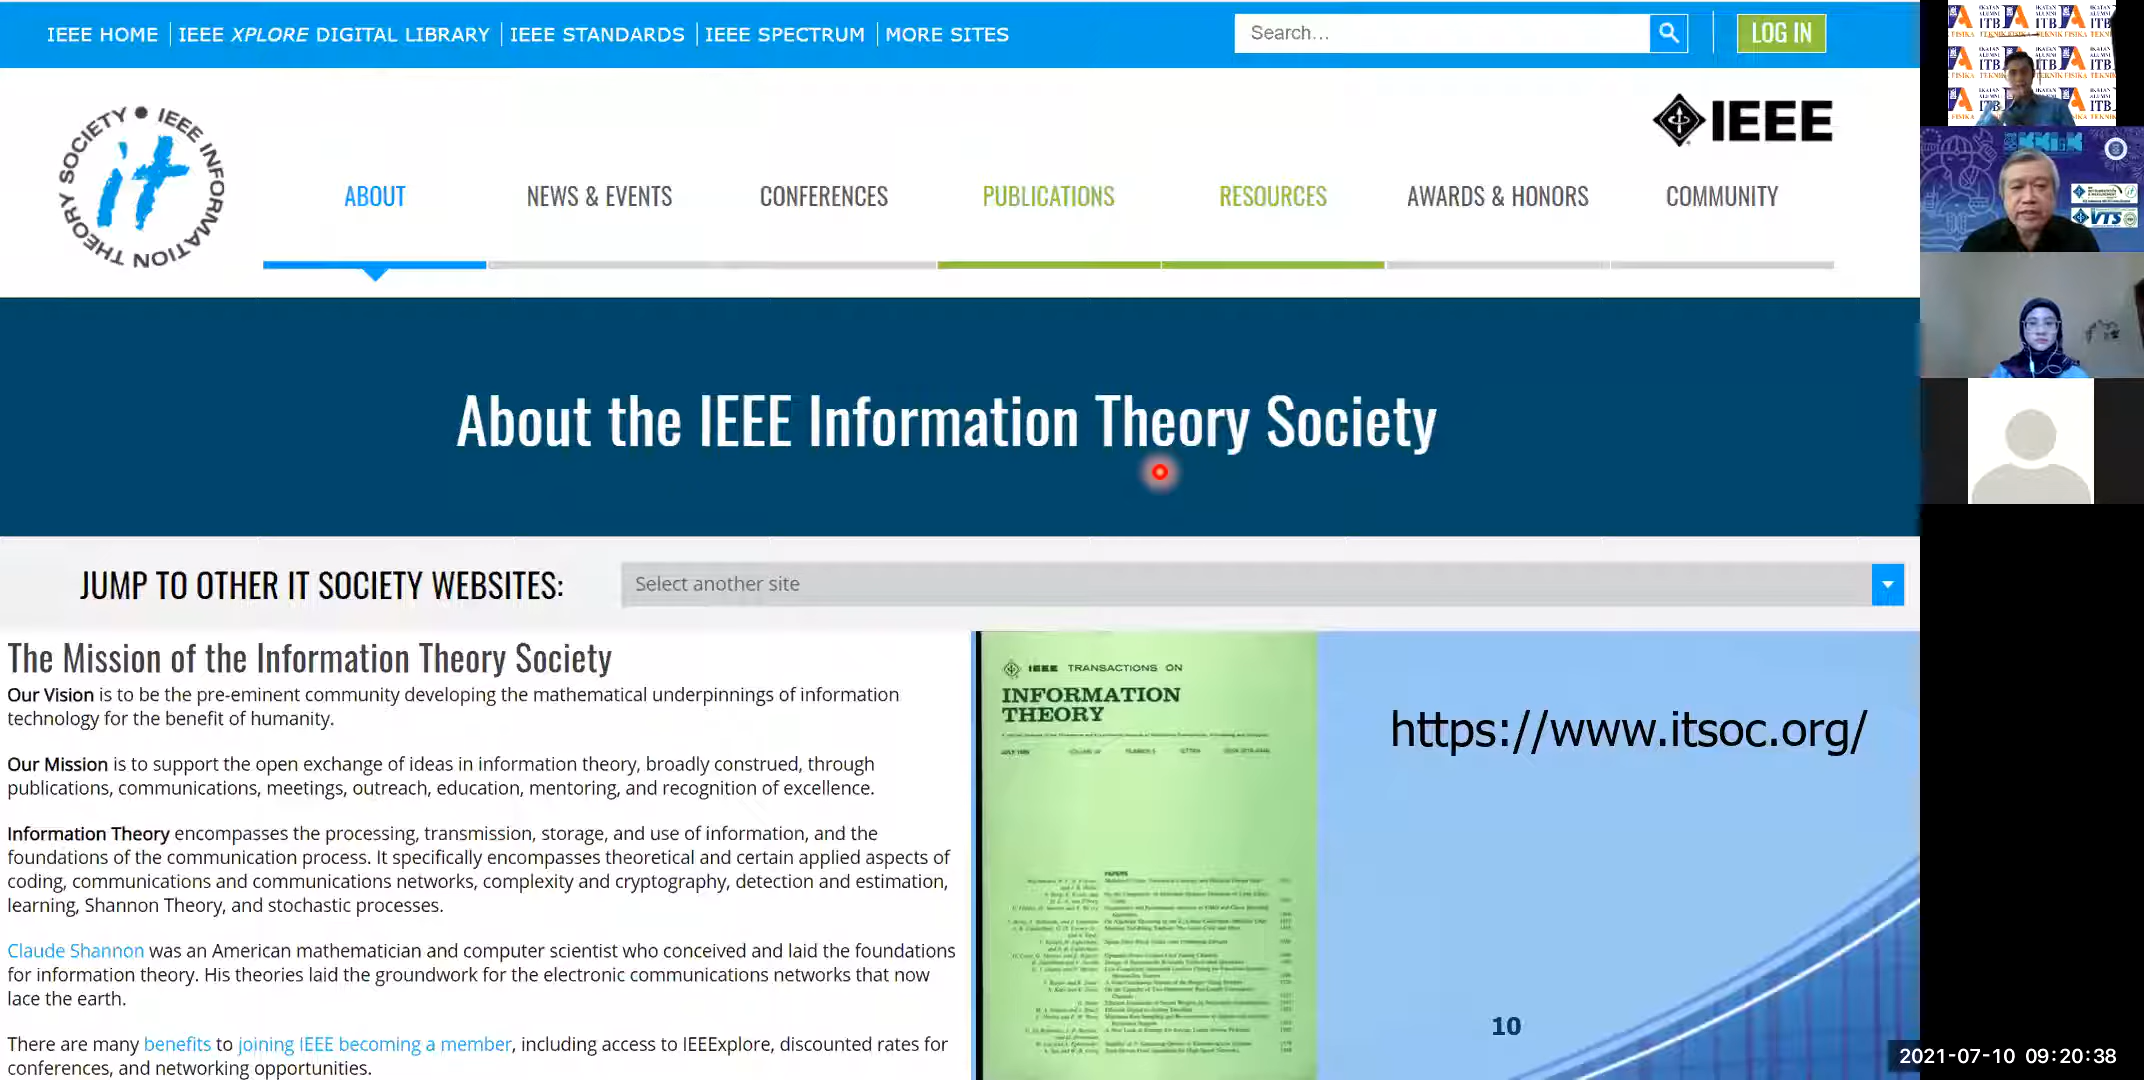 IEEE HOME IEEE XPLORE DIGITAL LIBRARY IEEE STANDARDS IEEE SPECTRUM MORE SITES
Search...
LOG IN
IEEE INFORMATION THEORY SOCIETY
it
IEEE
ABOUT NEWS & EVENTS CONFERENCES PUBLICATIONS RESOURCES AWARDS & HONORS COMMUNITY
About the IEEE Information Theory Society
JUMP TO OTHER IT SOCIETY WEBSITES:
Select another site
The Mission of the Information Theory Society
Our Vision is to be the pre-eminent community developing the mathematical underpinnings of information
technology for the benefit of humanity.
Our Mission is to support the open exchange of ideas in information theory, broadly construed, through
publications, communications, meetings, outreach, education, mentoring, and recognition of excellence.
Information Theory encompasses the processing, transmission, storage, and use of information, and the
foundations of the communication process. It specifically encompasses theoretical and certain applied aspects of
coding, communications and communications networks, complexity and cryptography, detection and estimation,
learning, Shannon Theory, and stochastic processes.
Claude Shannon was an American mathematician and computer scientist who conceived and laid the foundations
for information theory. His theories laid the groundwork for the electronic communications networks that now
lace the earth.
There are many benefits to joining IEEE becoming a member, including access to IEEExplore, discounted rates for
conferences, and networking opportunities.
IEEE TRANSACTIONS ON
INFORMATION
THEORY
PAPERS
https://www.itsoc.org/
10
IKATAN
ALUMNI
ITB
TEKNIK FISIKA
VTS
2021-07-10 09:20:38